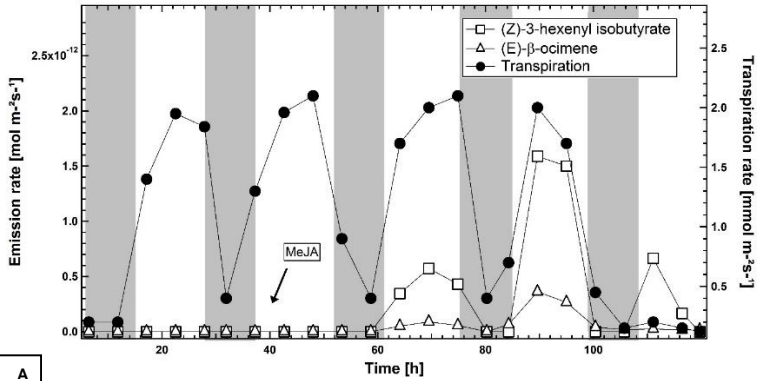 (Z)-3-hexenyl isobutyrate
(E)-β-ocimene
Transpiration
Emission rate [mol m-²s-¹]
2.5x10⁻¹²
2.0
1.5
1.0
0.5
0.0
MeJA
2.5
2.0
1.5
1.0
0.5
Transpiration rate [mmol m-²s-¹]
20 40 60 80 100
Time [h]
A